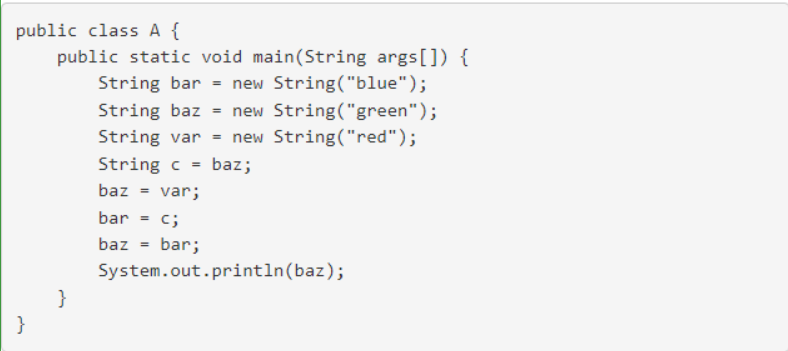 public class A {
    public static void main(String args[]) {
        String bar = new String("blue");
        String baz = new String("green");
        String var = new String("red");
        String c = baz;
        baz = var;
        bar = c;
        baz = bar;
        System.out.println(baz);
    }
}